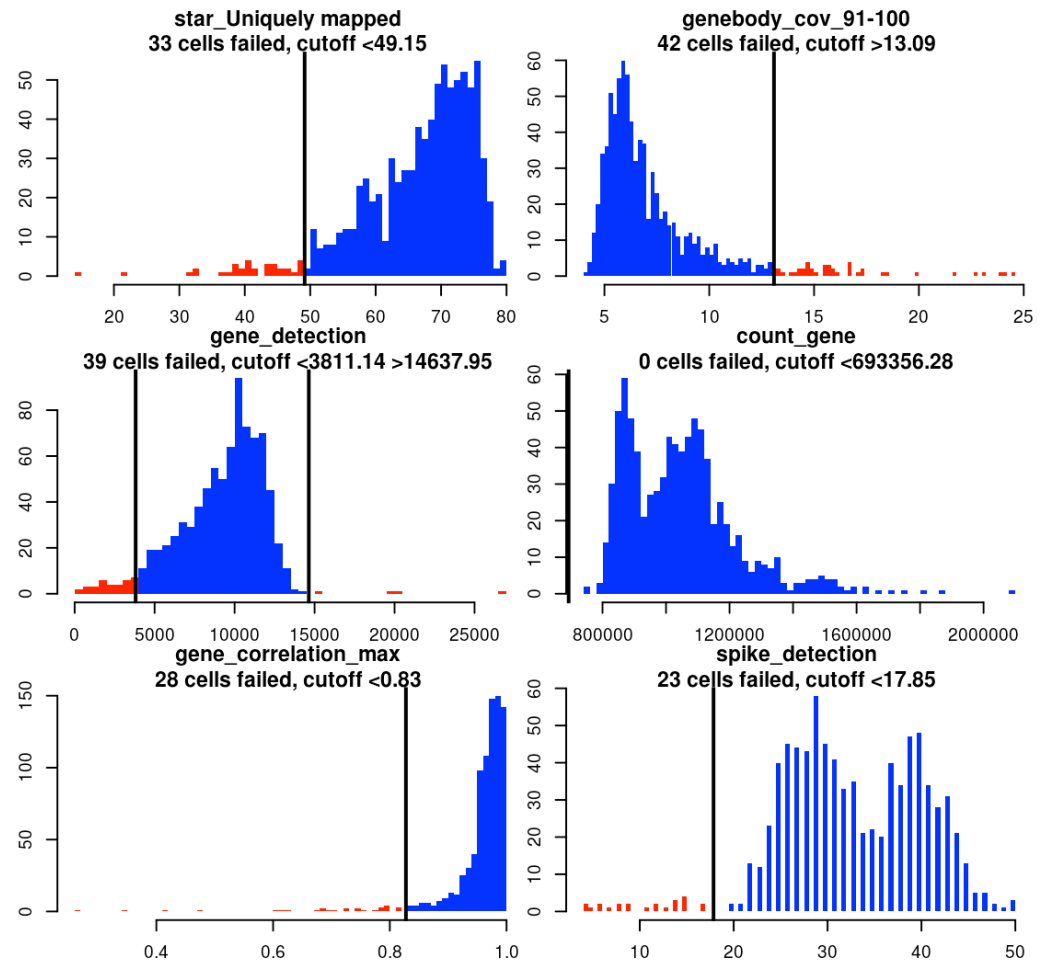 star_Uniquely mapped
33 cells failed, cutoff <49.15
0 10 20 30 40 50
20 30 40 50 60 70 80
genebody_cov_91-100
42 cells failed, cutoff >13.09
0 10 20 30 40 50 60
5 10 15 20 25
gene_detection
39 cells failed, cutoff <3811.14 >14637.95
0 20 40 60 80
0 5000 10000 15000 20000 25000
count_gene
0 cells failed, cutoff <693356.28
0 10 20 30 40 50 60
800000 1200000 1600000 2000000
gene_correlation_max
28 cells failed, cutoff <0.83
0 50 100 150
0.4 0.6 0.8 1.0
spike_detection
23 cells failed, cutoff <17.85
0 10 20 30 40 50 60
10 20 30 40 50